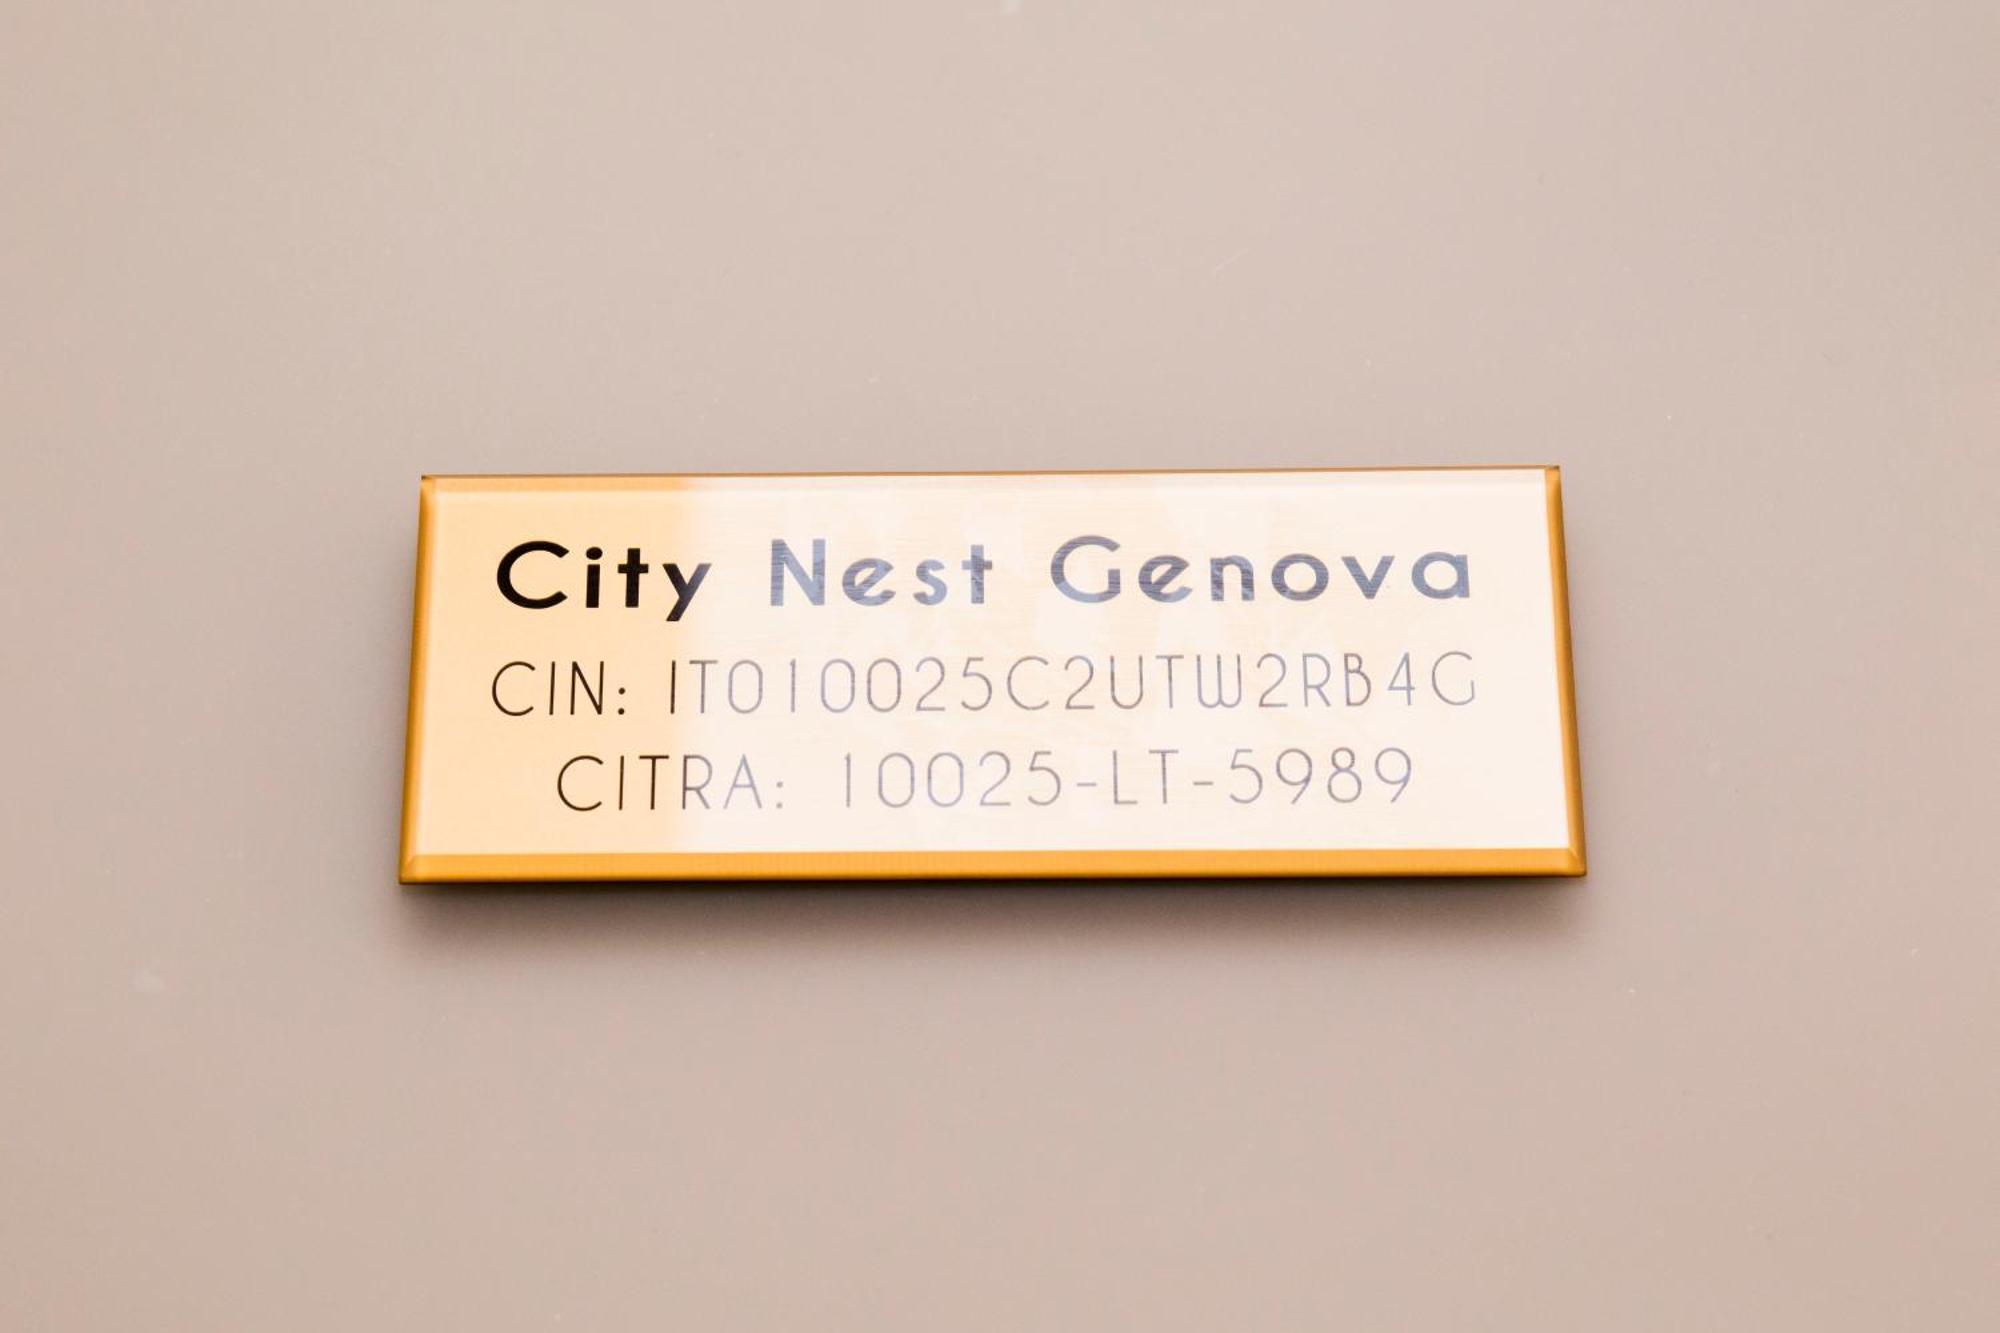 City Nest Genova
CIN: IT010025C2UTW2RB4G
CITRA: 10025-LT-5989